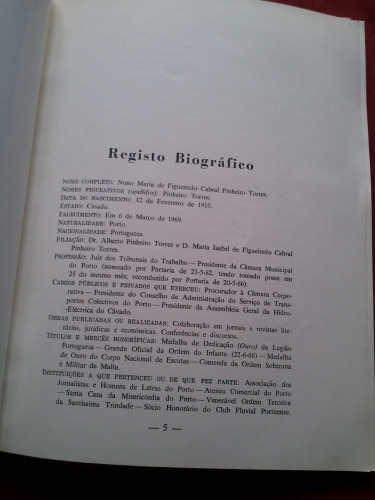 Registo Biográfico
NOME COMPLETO: Nuno Maria de Figueirêdo Cabral Pinheiro Torres.
NOMES FIGURATIVOS (apelidos): Pinheiro Torres.
DATA DO NASCIMENTO: 12 de Fevereiro de 1915.
ESTADO: Casado.
FALECIMENTO: Em 6 de Março de 1969.
NATURALIDADE: Porto.
NACIONALIDADE: Portuguesa.
FILIAÇÃO: Dr. Alberto Pinheiro Torres e D. Maria Isabel de Figueirêdo Cabral
Pinheiro Torres.
PROFISSÃO: Juiz dos Tribunais do Trabalho — Presidente da Câmara Municipal
do Porto (nomeado por Portaria de 21-5-62, tendo tomado posse em
25 do mesmo mês; reconduzido por Portaria de 20-5-66).
CARGOS PÚBLICOS E PRIVADOS QUE EXERCEU: Procurador à Câmara Corpo-
rativa — Presidente do Conselho de Administração do Serviço de Trans-
portes Colectivos do Porto — Presidente da Assembleia Geral da Hidro-
-Eléctrica do Cávado.
OBRAS PUBLICADAS OU REALIZADAS: Colaboração em jornais e revistas lite-
rárias, jurídicas e económicas. Conferências e discursos.
TÍTULOS E MERCÊS HONORÍFICAS: Medalha de Dedicação (Ouro) da Legião
Portuguesa — Grande Oficial da Ordem do Infante (22-6-66) — Medalha
de Ouro do Corpo Nacional de Escutas — Comenda da Ordem Soberana
e Militar de Malta.
INSTITUIÇÕES A QUE PERTENCEU OU DE QUE FEZ PARTE: Associação dos
Jornalistas e Homens de Letras do Porto — Ateneu Comercial do Porto
— Santa Casa da Misericórdia do Porto — Venerável Ordem Terceira
da Santíssima Trindade — Sócio Honorário do Club Fluvial Portuense.
— 5 —